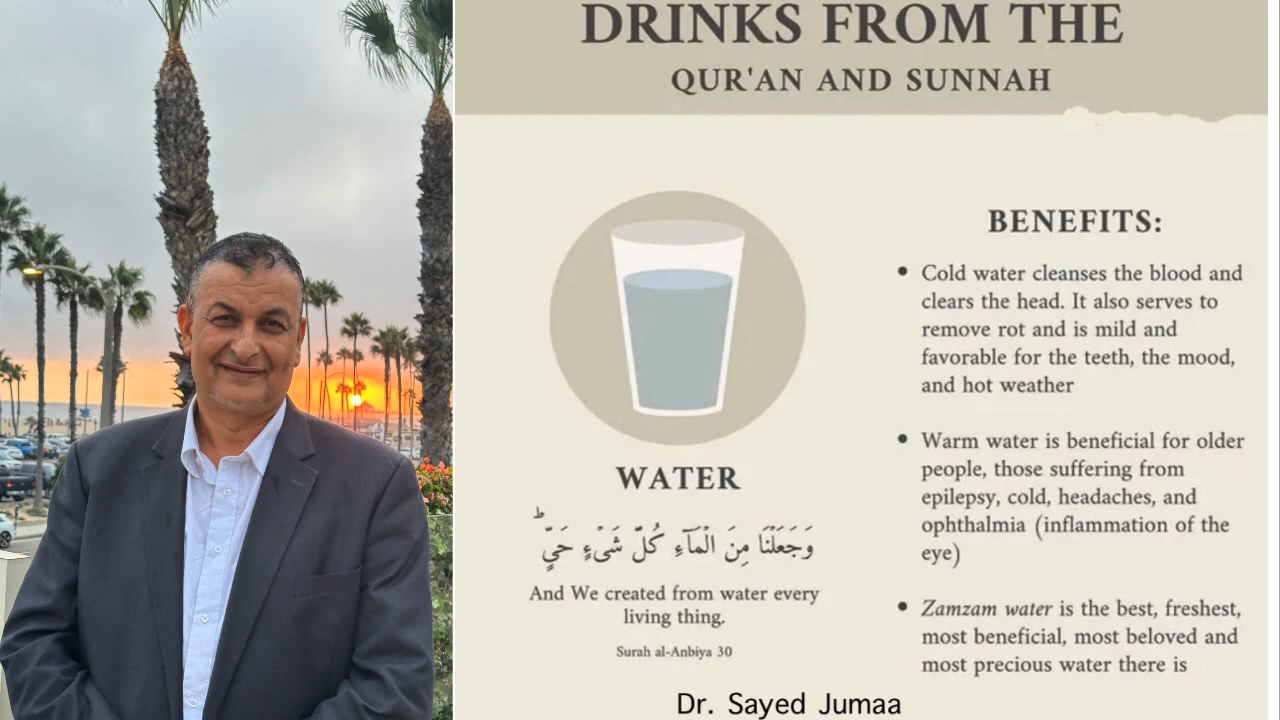 DRINKS FROM THE
QUR'AN AND SUNNAH
WATER
وَجَعَلْنَا مِنَ الْمَآءِ كُلَّ شَىْءٍ حَيٍّ ؕ
And We created from water every
living thing.
Surah al-Anbiya 30
BENEFITS:
• Cold water cleanses the blood and
clears the head. It also serves to
remove rot and is mild and
favorable for the teeth, the mood,
and hot weather
• Warm water is beneficial for older
people, those suffering from
epilepsy, cold, headaches, and
ophthalmia (inflammation of the
eye)
• Zamzam water is the best, freshest,
most beneficial, most beloved and
most precious water there is
Dr. Sayed Jumaa